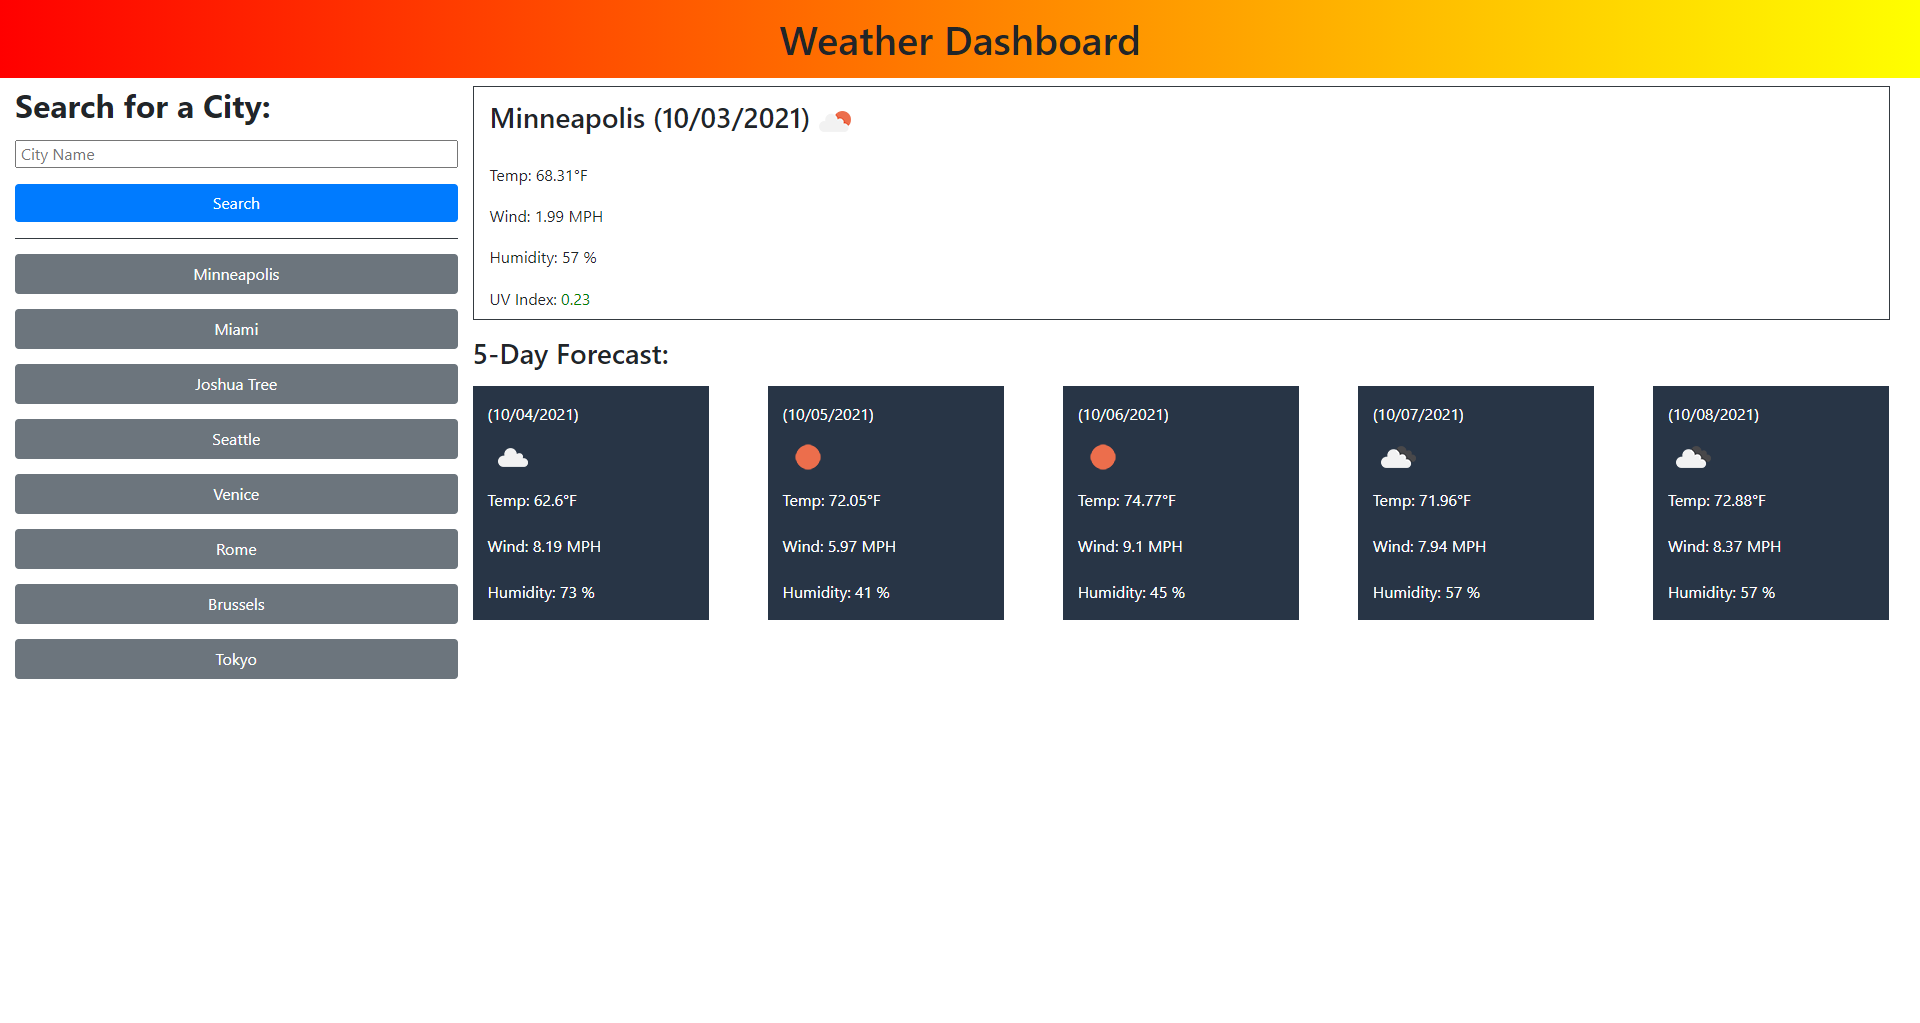 Weather Dashboard
Search for a City:
City Name
Search
Minneapolis
Miami
Joshua Tree
Seattle
Venice
Rome
Brussels
Tokyo
Minneapolis (10/03/2021)
Temp: 68.31°F
Wind: 1.99 MPH
Humidity: 57 %
UV Index: 0.23
5-Day Forecast:
(10/04/2021)
Temp: 62.6°F
Wind: 8.19 MPH
Humidity: 73 %
(10/05/2021)
Temp: 72.05°F
Wind: 5.97 MPH
Humidity: 41 %
(10/06/2021)
Temp: 74.77°F
Wind: 9.1 MPH
Humidity: 45 %
(10/07/2021)
Temp: 71.96°F
Wind: 7.94 MPH
Humidity: 57 %
(10/08/2021)
Temp: 72.88°F
Wind: 8.37 MPH
Humidity: 57 %